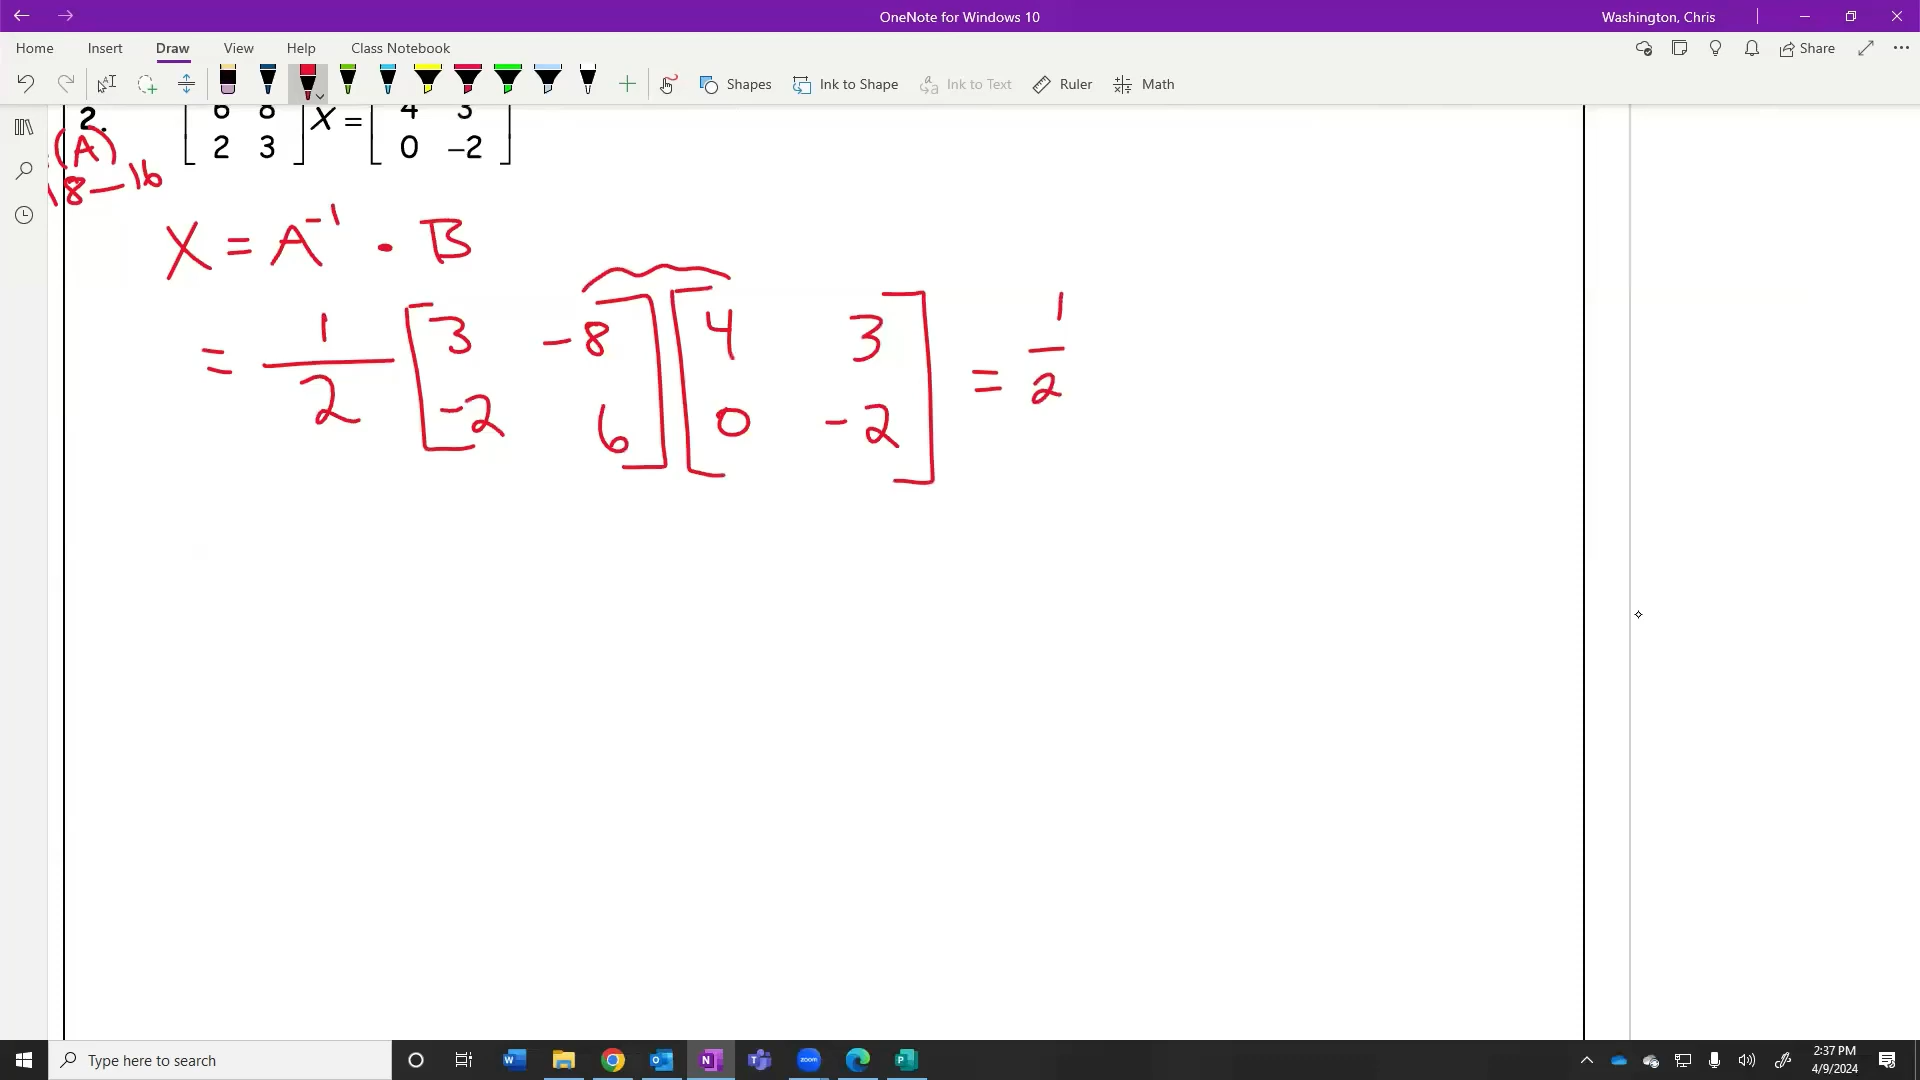 OneNote for Windows 10
Washington, Chris
Home Insert Draw View Help Class Notebook
Share
Shapes Ink to Shape Ink to Text Ruler Math
2. [ 6 8 ] X = [ 4 3 ]
[ 2 3 ] [ 0 −2 ]
(A)
18 — 16
X = A⁻¹ · B
= 1/2 [ 3 -8 ] [ 4 3 ] = 1/2
[ -2 6 ] [ 0 -2 ]
Type here to search
2:37 PM
4/9/2024